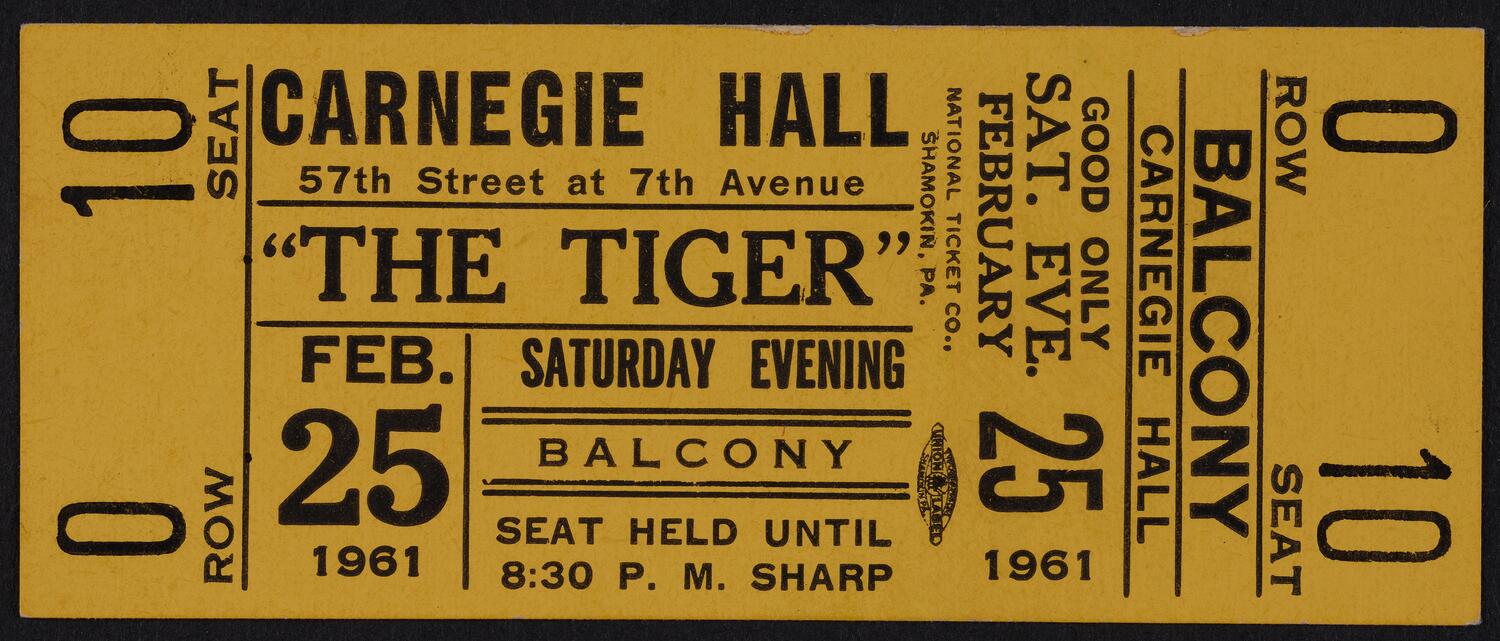 10
SEAT
0
ROW
CARNEGIE HALL
57th Street at 7th Avenue
"THE TIGER"
FEB.
25
1961
SATURDAY EVENING
BALCONY
SEAT HELD UNTIL
8:30 P. M. SHARP
NATIONAL TICKET CO.,
SHAMOKIN, PA.
UNION LABEL
GOOD ONLY
SAT. EVE.
FEBRUARY
25
1961
CARNEGIE HALL
BALCONY
ROW
0
SEAT
10